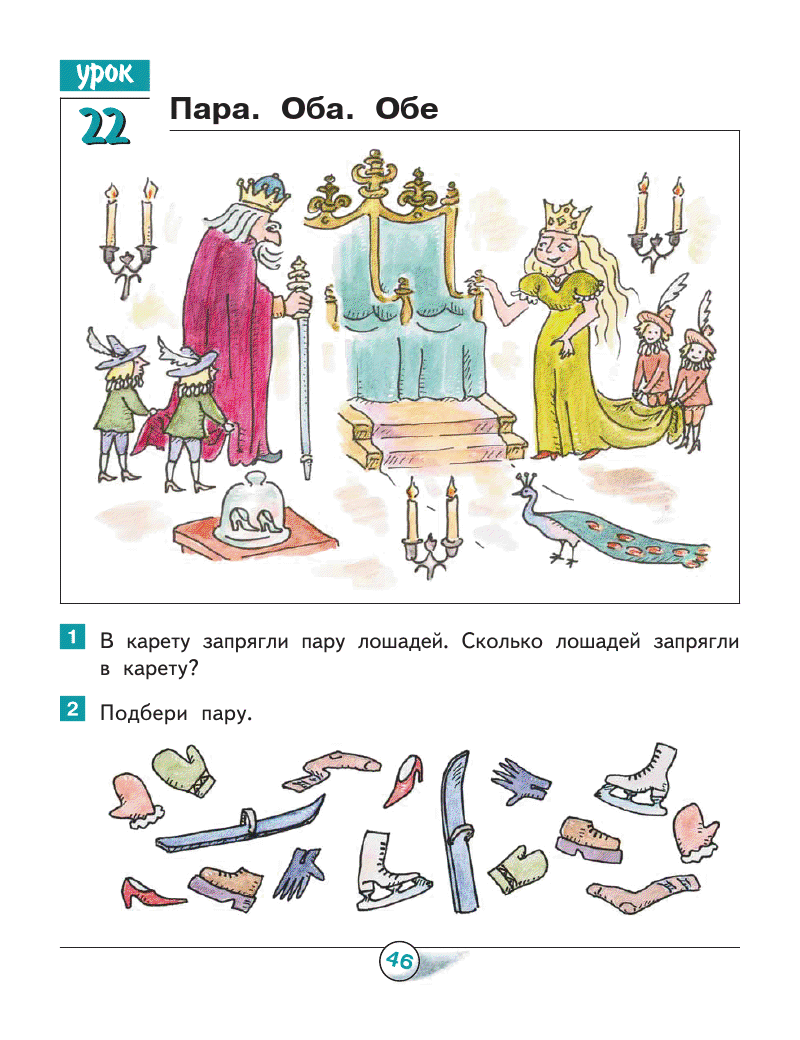 урок
22
Пара. Оба. Обе
1 В карету запрягли пару лошадей. Сколько лошадей запрягли
в карету?
2 Подбери пару.
46